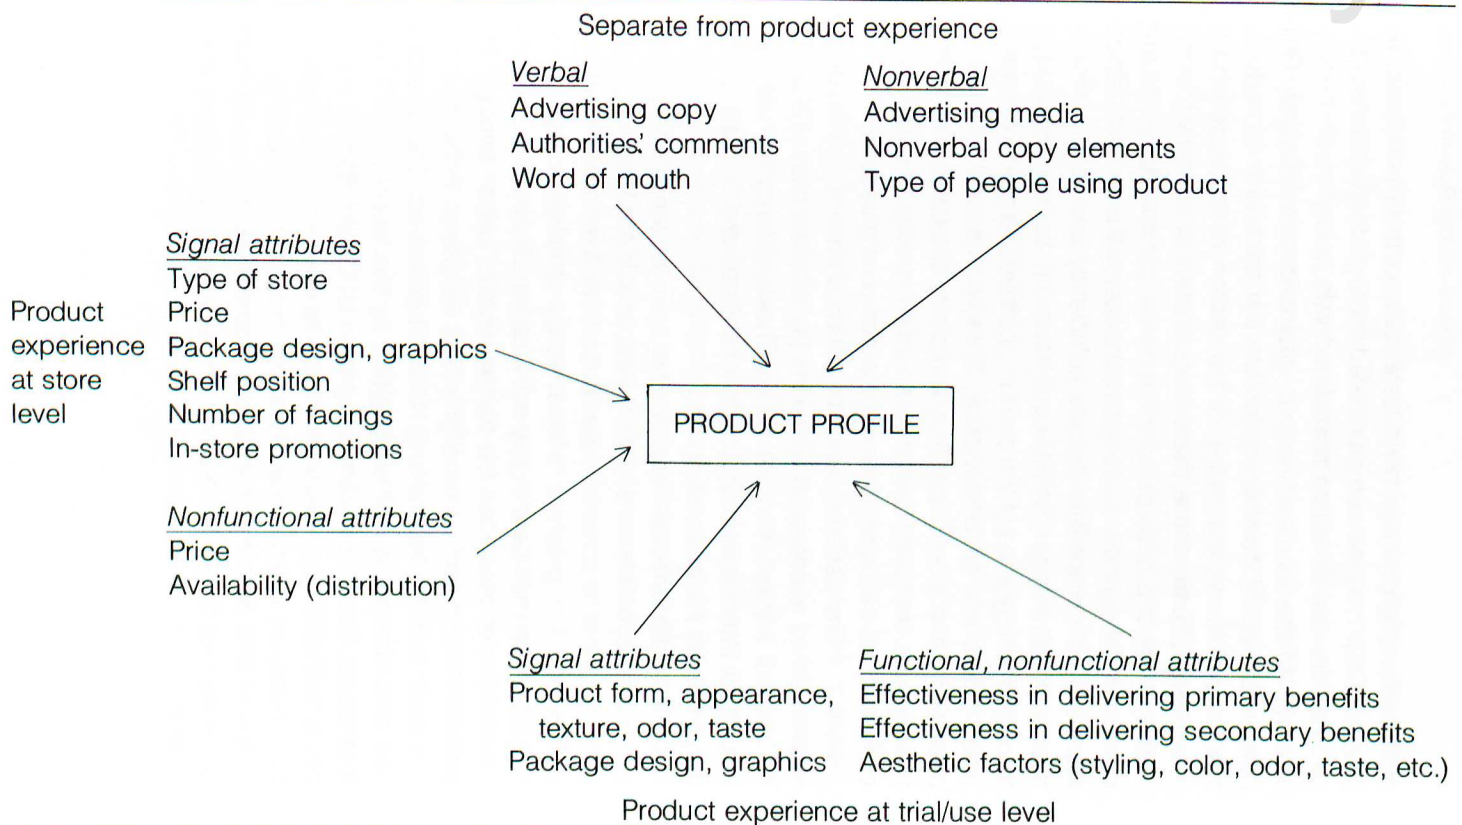 Separate from product experience
Verbal
Advertising copy
Authorities' comments
Word of mouth
Nonverbal
Advertising media
Nonverbal copy elements
Type of people using product
Product
experience
at store
level
Signal attributes
Type of store
Price
Package design, graphics
Shelf position
Number of facings
In-store promotions
Nonfunctional attributes
Price
Availability (distribution)
PRODUCT PROFILE
Signal attributes
Product form, appearance,
texture, odor, taste
Package design, graphics
Functional, nonfunctional attributes
Effectiveness in delivering primary benefits
Effectiveness in delivering secondary benefits
Aesthetic factors (styling, color, odor, taste, etc.)
Product experience at trial/use level